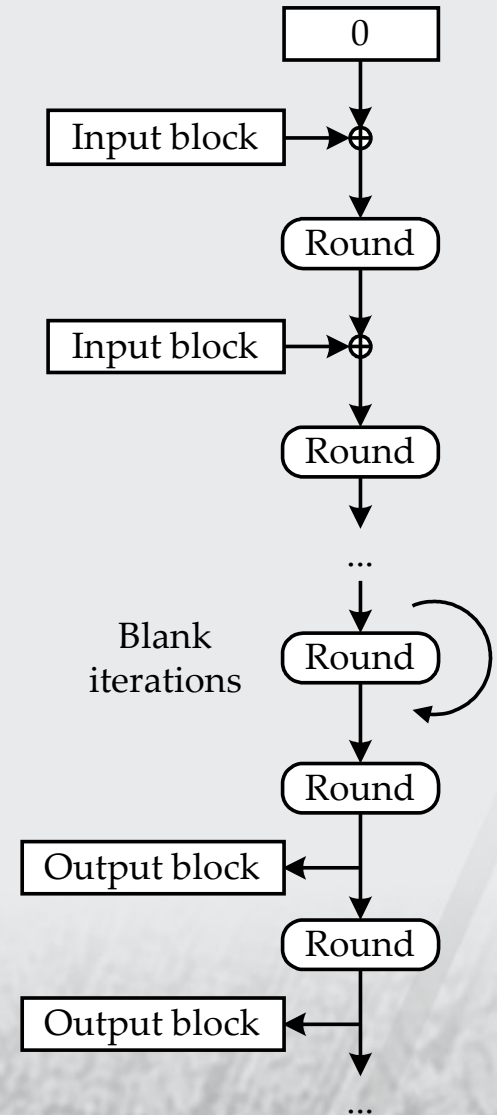 0
Input block
Round
Input block
Round
...
Blank
iterations
Round
Round
Output block
Round
Output block
...